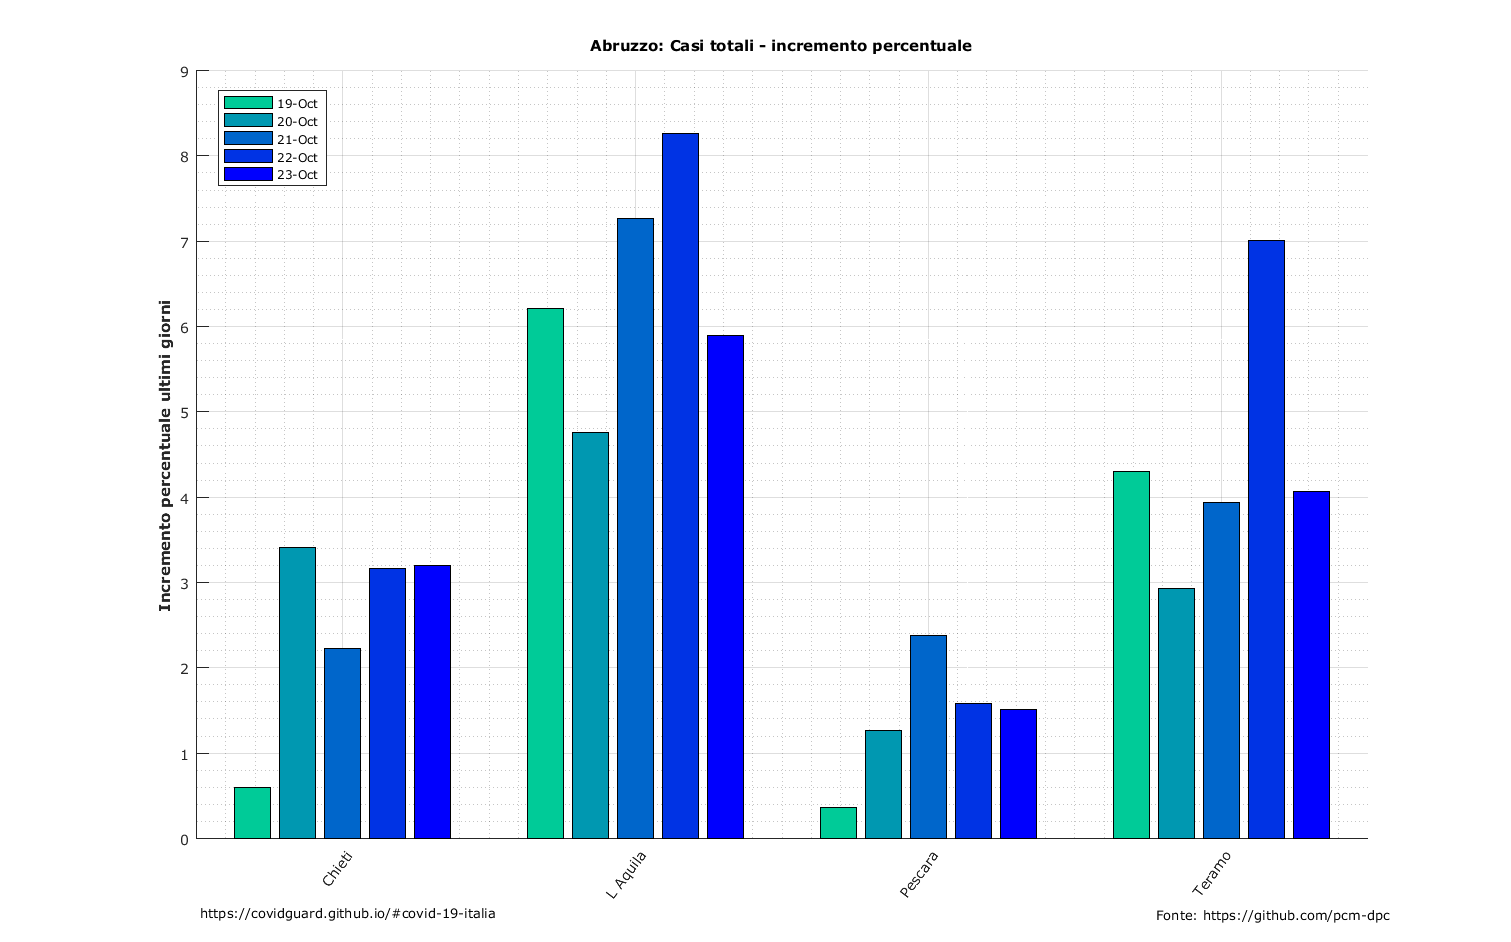 Abruzzo: Casi totali - incremento percentuale
9
8
7
6
5
4
3
2
1
0
Incremento percentuale ultimi giorni
19-Oct
20-Oct
21-Oct
22-Oct
23-Oct
Chieti
L Aquila
Pescara
Teramo
https://covidguard.github.io/#covid-19-italia
Fonte: https://github.com/pcm-dpc